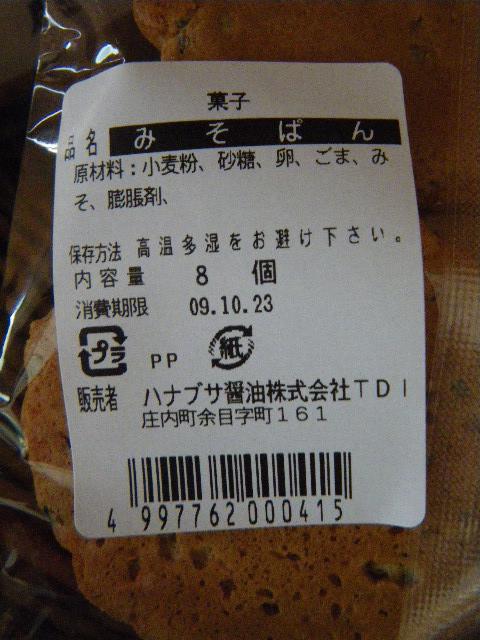 菓子
品名 みそぱん
原材料：小麦粉、砂糖、卵、ごま、み
そ、膨脹剤、
保存方法 高温多湿をお避け下さい。
内容量 8 個
消費期限 09.10.23
プラ PP 紙
販売者 ハナブサ醤油株式会社TDI
庄内町余目字町161
4 997762 000415